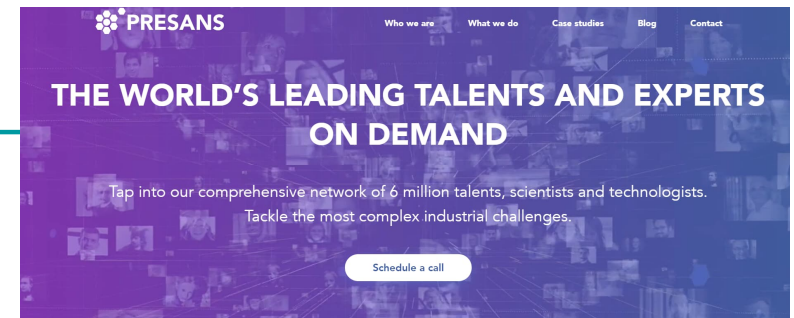 PRESANS
Who we are What we do Case studies Blog Contact
THE WORLD'S LEADING TALENTS AND EXPERTS
ON DEMAND
Tap into our comprehensive network of 6 million talents, scientists and technologists.
Tackle the most complex industrial challenges.
Schedule a call